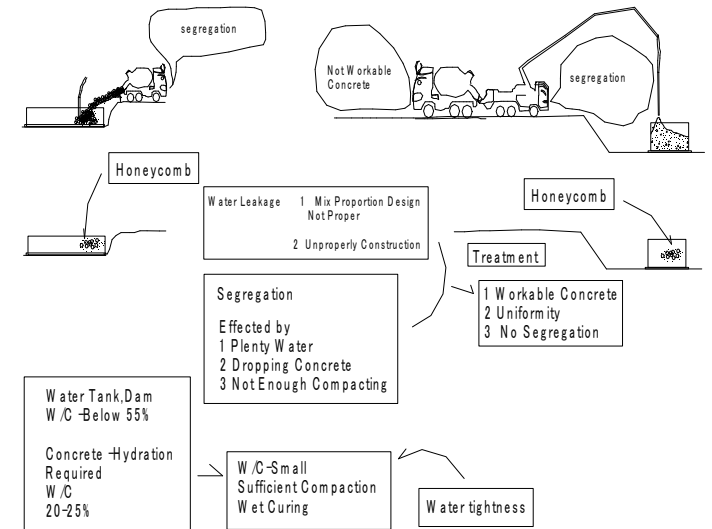 segregation
Not Workable
Concrete
segregation
Honeycomb
Water Leakage 1 Mix Proportion Design
Not Proper
2 Unproperly Construction
Honeycomb
Treatment
1 Workable Concrete
2 Uniformity
3 No Segregation
Segregation
Effected by
1 Plenty Water
2 Dropping Concrete
3 Not Enough Compacting
Water Tank,Dam
W/C-Below 55%
Concrete-Hydration
Required
W/C
20-25%
W/C-Small
Sufficient Compaction
Wet Curing
Water tightness